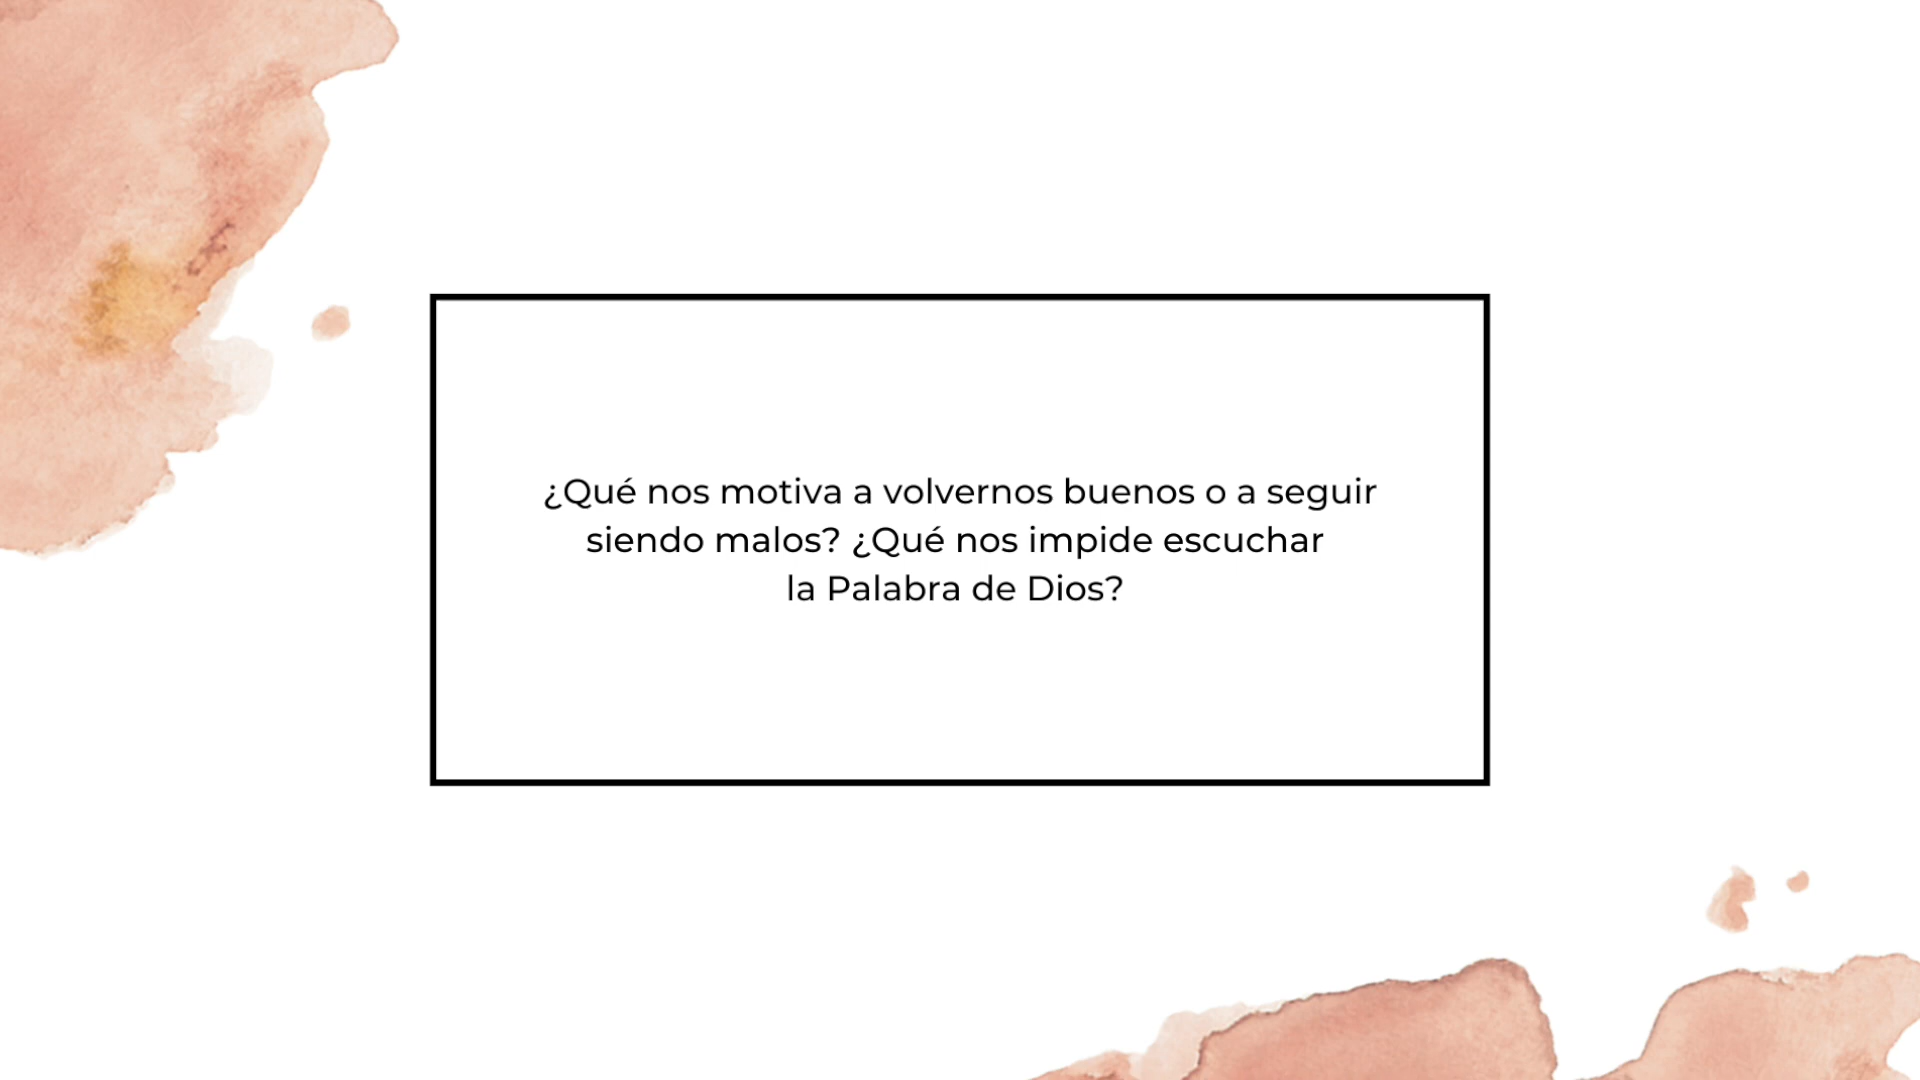 ¿Qué nos motiva a volvernos buenos o a seguir
siendo malos? ¿Qué nos impide escuchar
la Palabra de Dios?